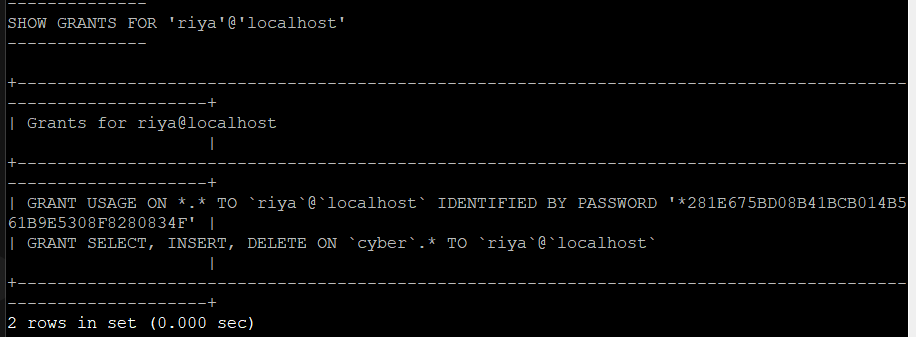 --------------
SHOW GRANTS FOR 'riya'@'localhost'
--------------

+-----------------------------------------------------------------------------------------
--------------------+
| Grants for riya@localhost
                    |
+-----------------------------------------------------------------------------------------
--------------------+
| GRANT USAGE ON *.* TO `riya`@`localhost` IDENTIFIED BY PASSWORD '*281E675BD08B41BCB014B5
61B9E5308F8280834F' |
| GRANT SELECT, INSERT, DELETE ON `cyber`.* TO `riya`@`localhost`
                    |
+-----------------------------------------------------------------------------------------
--------------------+
2 rows in set (0.000 sec)